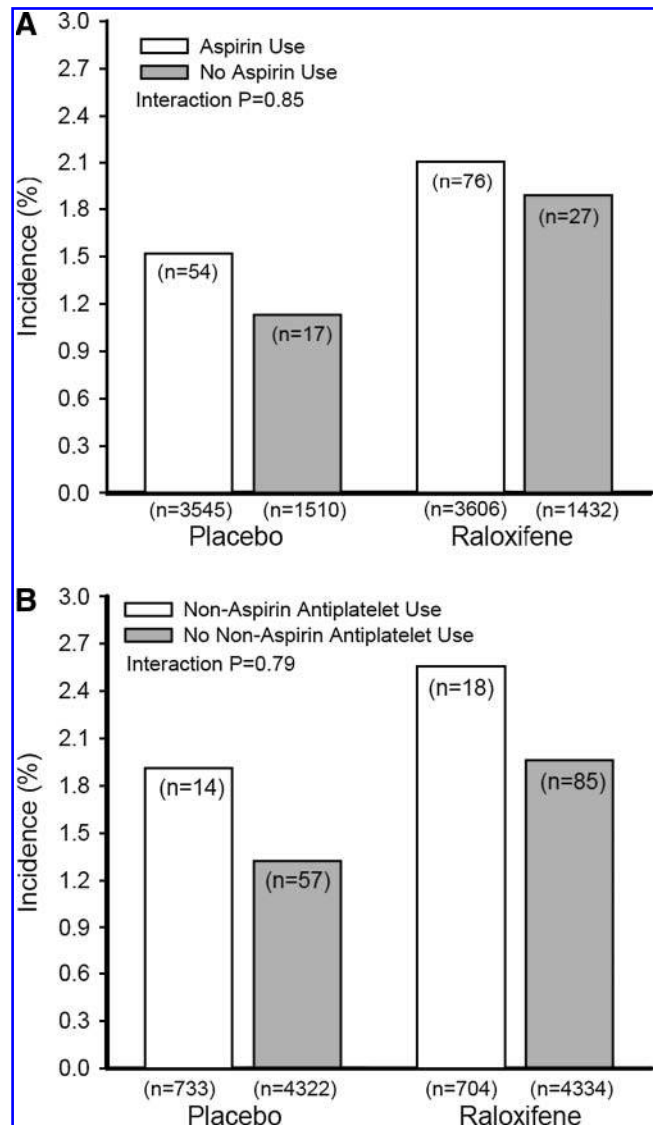 A
3.0
2.7
2.4
2.1
1.8
1.5
1.2
0.9
0.6
0.3
0.0
Incidence (%)
Aspirin Use
No Aspirin Use
Interaction P=0.85
(n=54)
(n=17)
(n=76)
(n=27)
(n=3545) (n=1510) (n=3606) (n=1432)
Placebo Raloxifene
B
3.0
2.7
2.4
2.1
1.8
1.5
1.2
0.9
0.6
0.3
0.0
Incidence (%)
Non-Aspirin Antiplatelet Use
No Non-Aspirin Antiplatelet Use
Interaction P=0.79
(n=14)
(n=57)
(n=18)
(n=85)
(n=733) (n=4322) (n=704) (n=4334)
Placebo Raloxifene